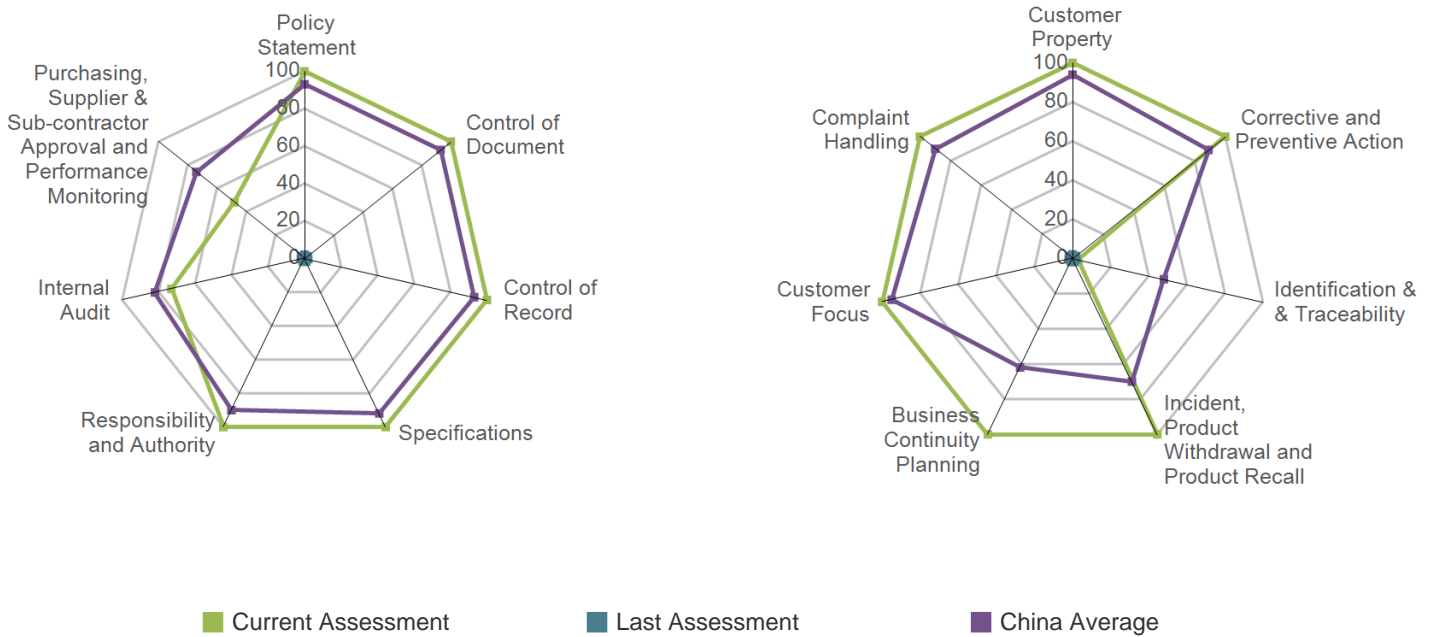 Policy
Statement
Purchasing,
Supplier &
Sub-contractor
Approval and
Performance
Monitoring
Control of
Document
Internal
Audit
Control of
Record
Responsibility
and Authority
Specifications
100
80
60
40
20
0
Customer
Property
Complaint
Handling
Corrective and
Preventive Action
Customer
Focus
Identification &
& Traceability
Business
Continuity
Planning
Incident,
Product
Withdrawal and
Product Recall
100
80
60
40
20
0
Current Assessment
Last Assessment
China Average